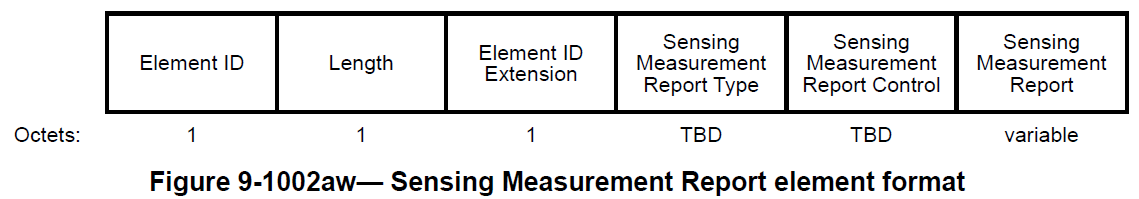 Element ID
Length
Element ID
Extension
Sensing
Measurement
Report Type
Sensing
Measurement
Report Control
Sensing
Measurement
Report
Octets: 1 1 1 TBD TBD variable
Figure 9-1002aw— Sensing Measurement Report element format